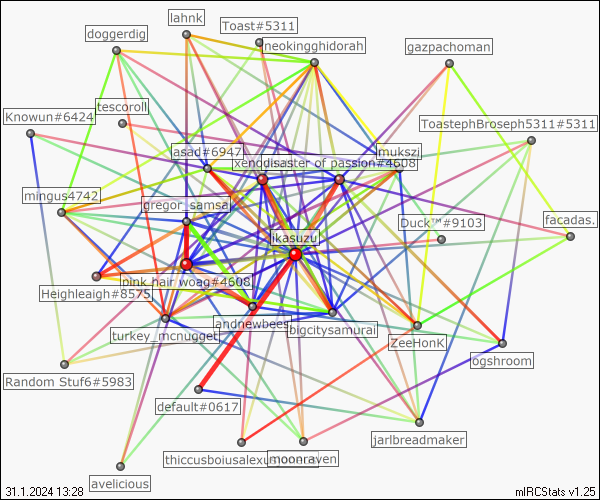 lahnk
Toast#5311
doggerdig
neokingghidorah
gazpachoman
tescoroll
Knowun#6424
ToastephBroseph5311#5311
asad#6947
mukszi
xenodisaster of passion#4608
mingus4742
gregor_samsa
Duck™#9103
facadas.
ikasuzu
pink hair woag#4608
Heighleaigh#8575
andnewbees
bigcitysamurai
turkey_mcnugget
ZeeHonK
ogshroom
Random Stuf6#5983
default#0617
jarlbreadmaker
moonraven
avelicious
31.1.2024 13:28
mIRCStats v1.25